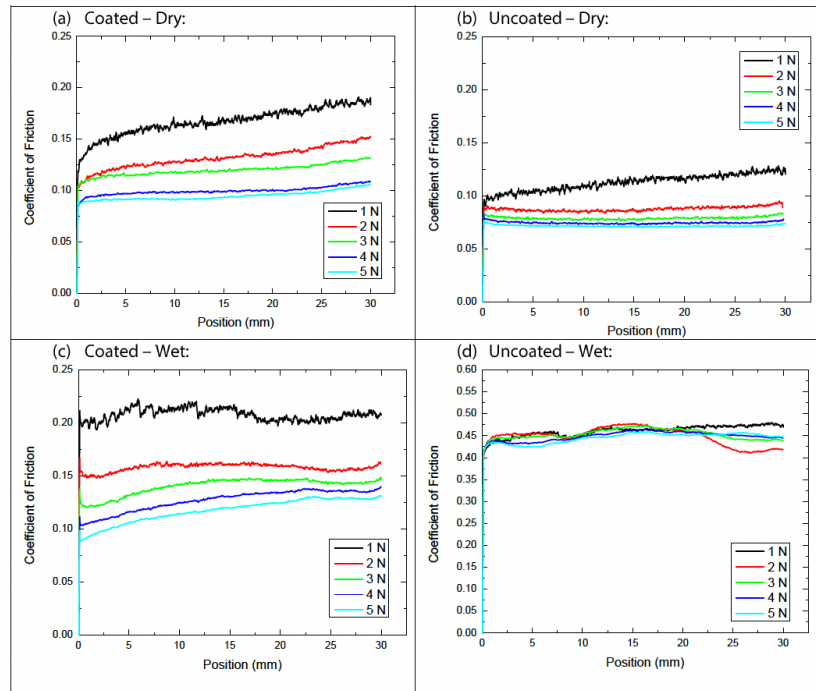 (a) Coated – Dry:
0.25
0.20
0.15
0.10
0.05
0.00
Coefficient of Friction
0 5 10 15 20 25 30
Position (mm)
1 N
2 N
3 N
4 N
5 N
(b) Uncoated – Dry:
0.25
0.20
0.15
0.10
0.05
0.00
Coefficient of Friction
0 5 10 15 20 25 30
Position (mm)
1 N
2 N
3 N
4 N
5 N
(c) Coated – Wet:
0.25
0.20
0.15
0.10
0.05
0.00
Coefficient of Friction
0 5 10 15 20 25 30
Position (mm)
1 N
2 N
3 N
4 N
5 N
(d) Uncoated – Wet:
0.60
0.55
0.50
0.45
0.40
0.35
0.30
0.25
0.20
0.15
0.10
0.05
0.00
Coefficient of Friction
0 5 10 15 20 25 30
Position (mm)
1 N
2 N
3 N
4 N
5 N